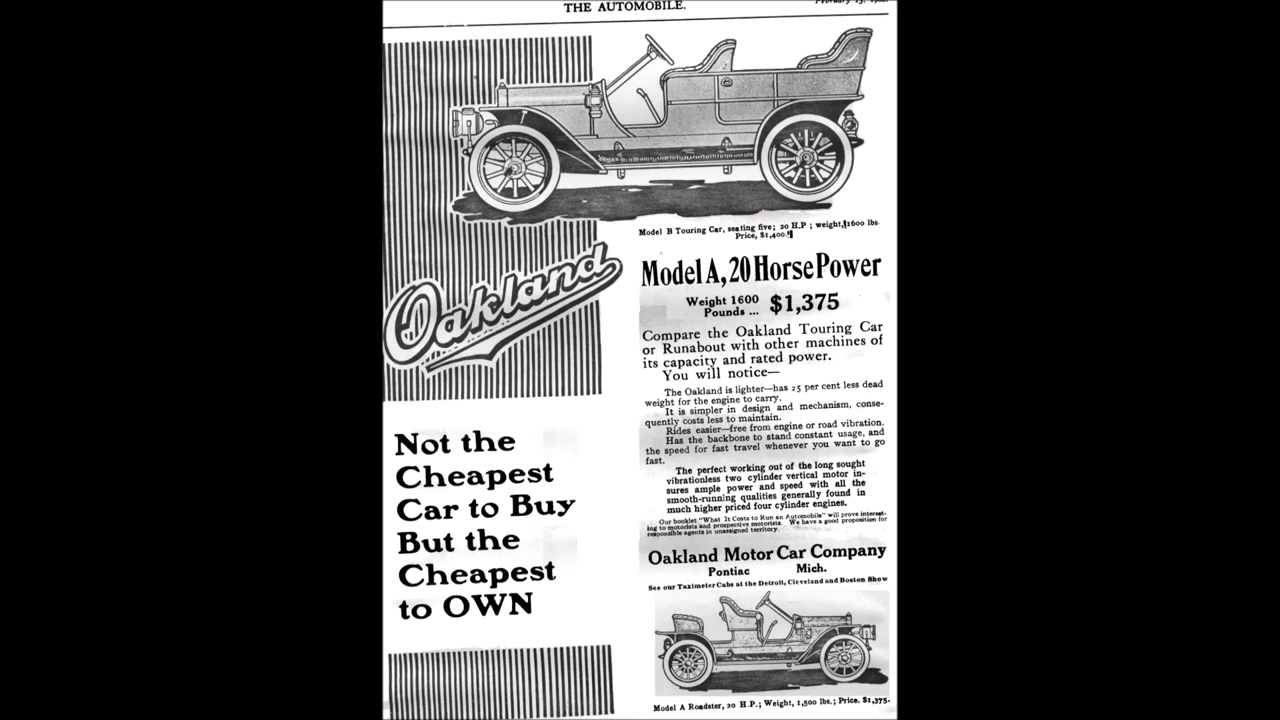 THE AUTOMOBILE.
Model B Touring Car, seating five; 20 H.P ; weight, 1600 lbs
Price, $1,400.
Oakland
Model A, 20 Horse Power
Weight 1600
Pounds ... $1,375
Compare the Oakland Touring Car
or Runabout with other machines of
its capacity and rated power.
You will notice—
The Oakland is lighter—has 25 per cent less dead
weight for the engine to carry.
It is simpler in design and mechanism, conse-
quently costs less to maintain.
Rides easier—free from engine or road vibration.
Has the backbone to stand constant usage, and
the speed for fast travel whenever you want to go
fast.
The perfect working out of the long sought
vibrationless two cylinder vertical motor in-
sures ample power and speed with all the
smooth-running qualities generally found in
much higher priced four cylinder engines.
Our booklet "What It Costs to Run an Automobile" will prove interest-
ing to motorists and prospective motorists. We have a good proposition for
responsible agents in unassigned territory.
Not the
Cheapest
Car to Buy
But the
Cheapest
to OWN
Oakland Motor Car Company
Pontiac Mich.
See our Taximeter Cabs at the Detroit, Cleveland and Boston Show
Model A Roadster, 20 H.P.; Weight, 1,500 lbs.; Price, $1,375.